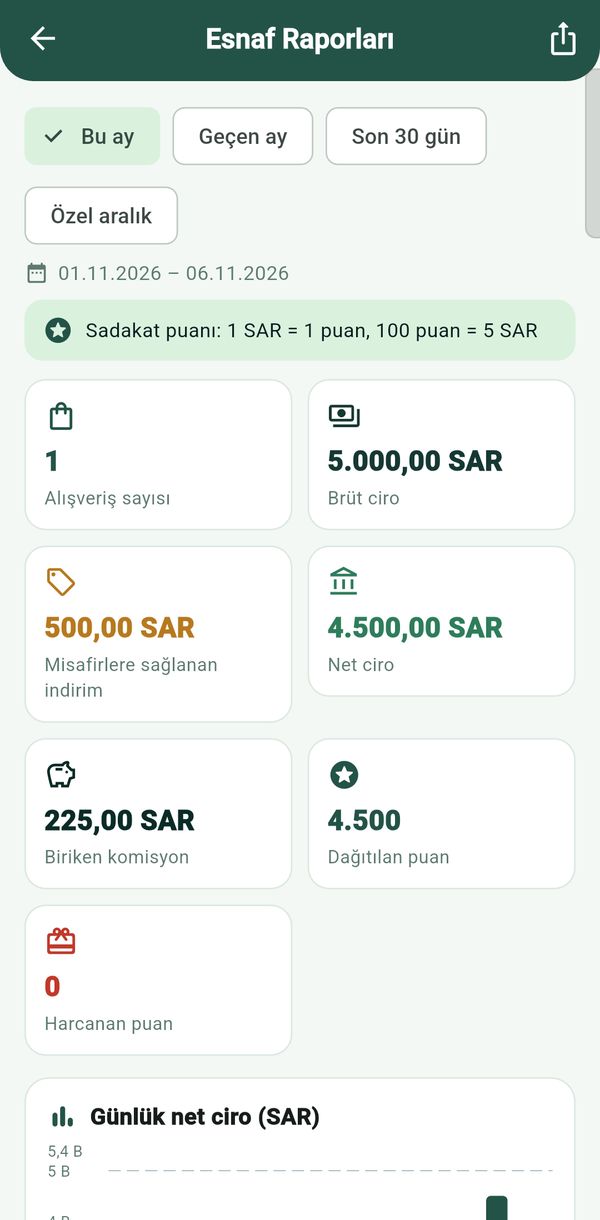 Esnaf Raporları
Bu ay
Geçen ay
Son 30 gün
Özel aralık
01.11.2026 – 06.11.2026
Sadakat puanı: 1 SAR = 1 puan, 100 puan = 5 SAR
1
Alışveriş sayısı
5.000,00 SAR
Brüt ciro
500,00 SAR
Misafirlere sağlanan
indirim
4.500,00 SAR
Net ciro
225,00 SAR
Biriken komisyon
4.500
Dağıtılan puan
0
Harcanan puan
Günlük net ciro (SAR)
5,4 B
5 B